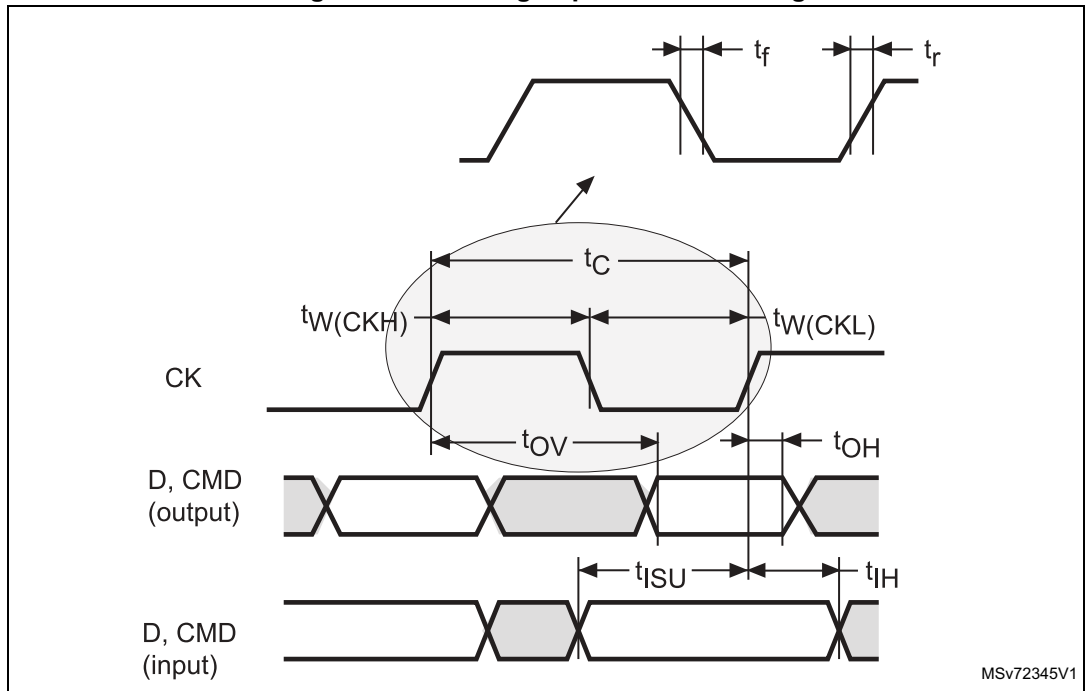 tf
tr
tC
tW(CKH)
tW(CKL)
CK
tOV
tOH
D, CMD
(output)
tISU
tIH
D, CMD
(input)
MSv72345V1